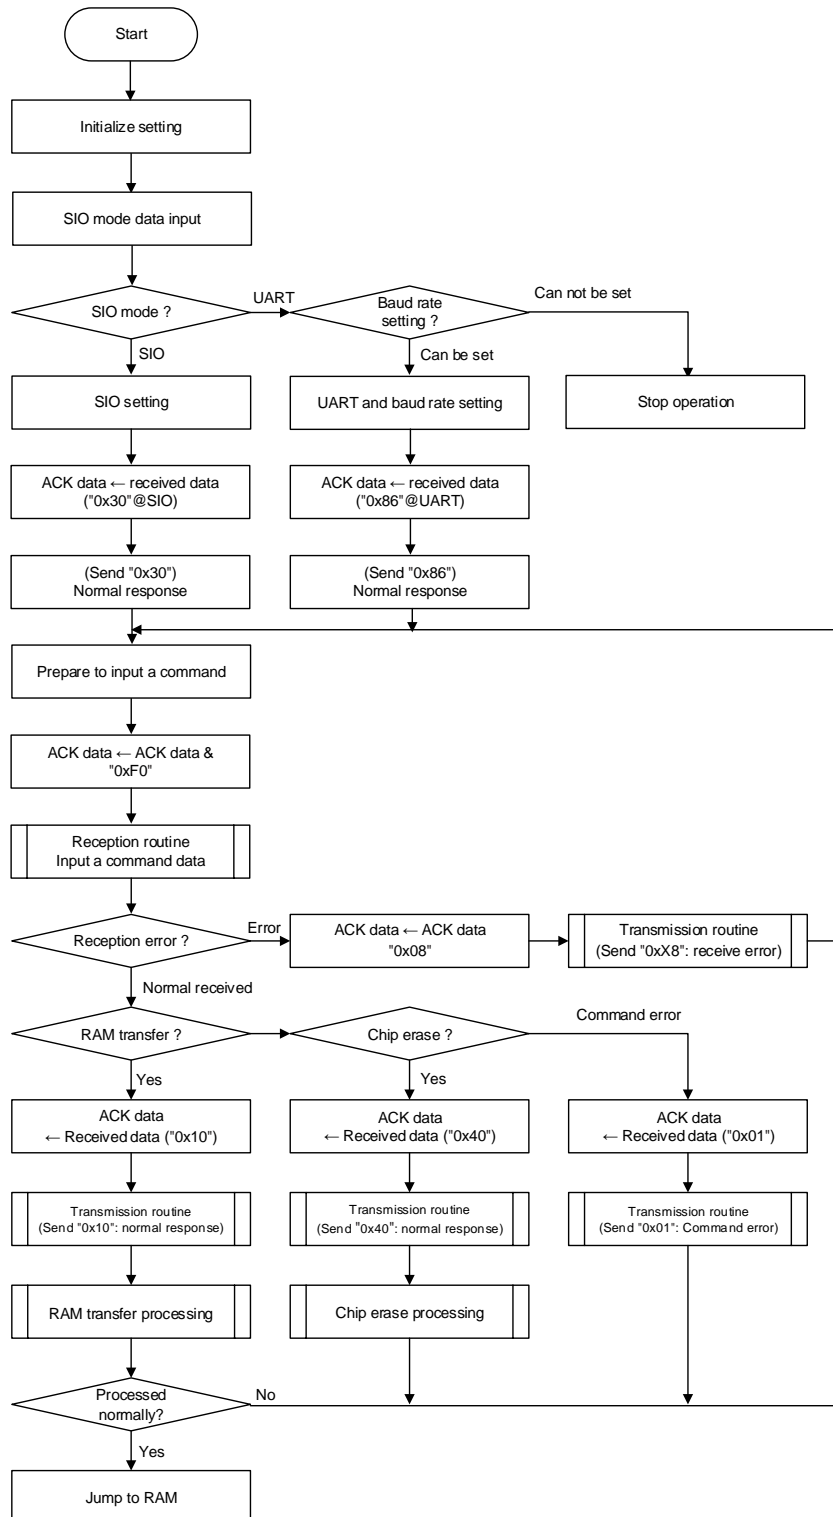 Start
Initialize setting
SIO mode data input
SIO mode ?
UART
Baud rate
setting ?
Can not be set
SIO
Can be set
SIO setting
UART and baud rate setting
Stop operation
ACK data ← received data
("0x30"@SIO)
ACK data ← received data
("0x86"@UART)
(Send "0x30")
Normal response
(Send "0x86")
Normal response
Prepare to input a command
ACK data ← ACK data &
"0xF0"
Reception routine
Input a command data
Reception error ?
Error
ACK data ← ACK data
"0x08"
Transmission routine
(Send "0xX8": receive error)
Normal received
RAM transfer ?
Chip erase ?
Command error
Yes
Yes
ACK data
← Received data ("0x10")
ACK data
← Received data ("0x40")
ACK data
← Received data ("0x01")
Transmission routine
(Send "0x10": normal response)
Transmission routine
(Send "0x40": normal response)
Transmission routine
(Send "0x01": Command error)
RAM transfer processing
Chip erase processing
Processed
normally?
No
Yes
Jump to RAM